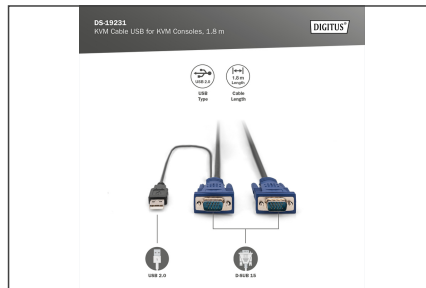 DS-19231
KVM Cable USB for KVM Consoles, 1.8 m
DIGITUS®
USB 2.0
1.8 m
Length
USB
Type
Cable
Length
USB 2.0
D-SUB 15